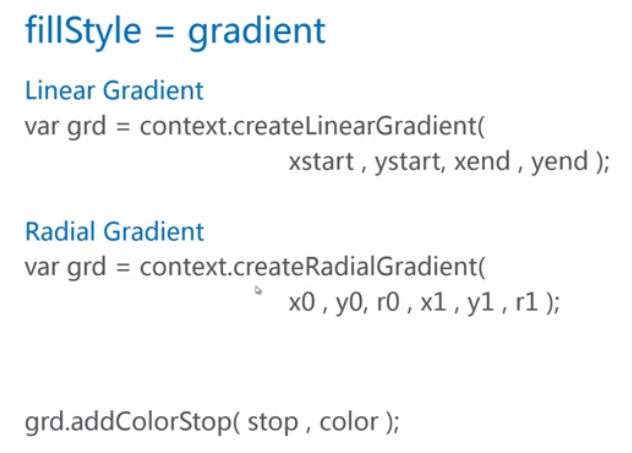 fillStyle = gradient
Linear Gradient
var grd = context.createLinearGradient(
xstart , ystart, xend , yend );
Radial Gradient
var grd = context.createRadialGradient(
x0 , y0, r0 , x1 , y1 , r1 );
grd.addColorStop( stop , color );